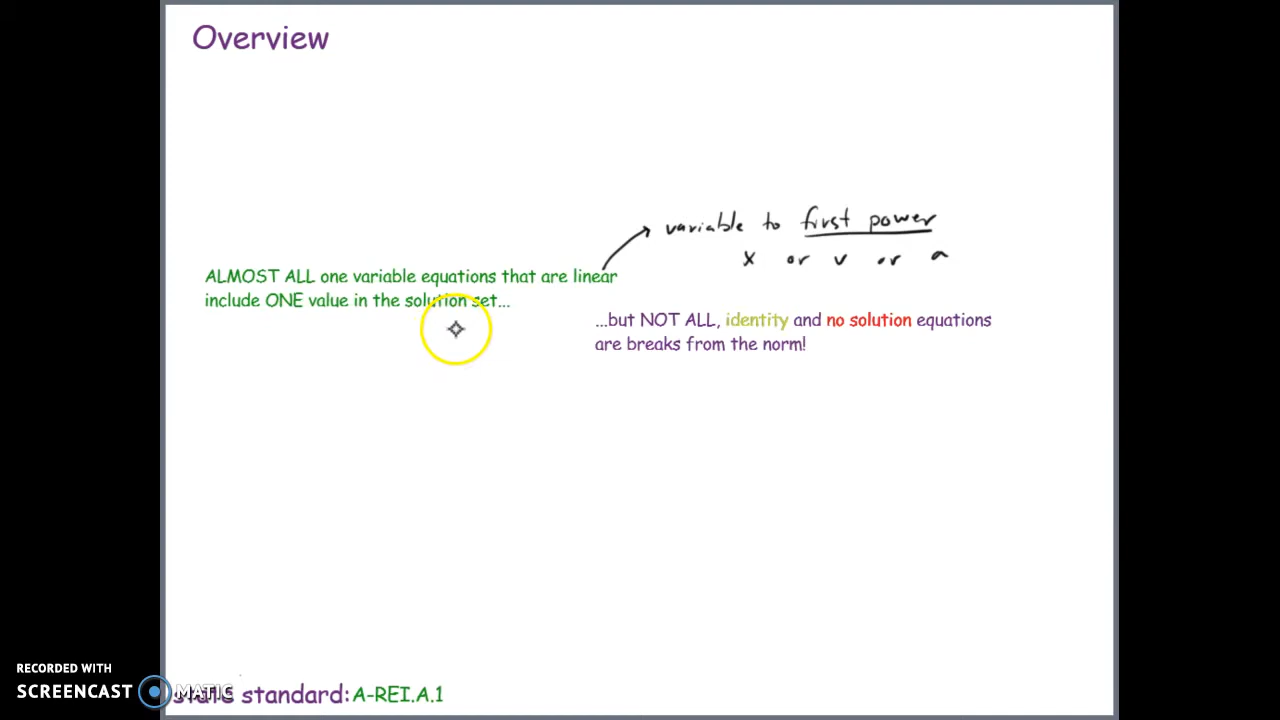 Overview
variable to first power
x or v or a
ALMOST ALL one variable equations that are linear
include ONE value in the solution set...
...but NOT ALL, identity and no solution equations
are breaks from the norm!
RECORDED WITH
SCREENCAST MATIC
state standard: A-REI.A.1